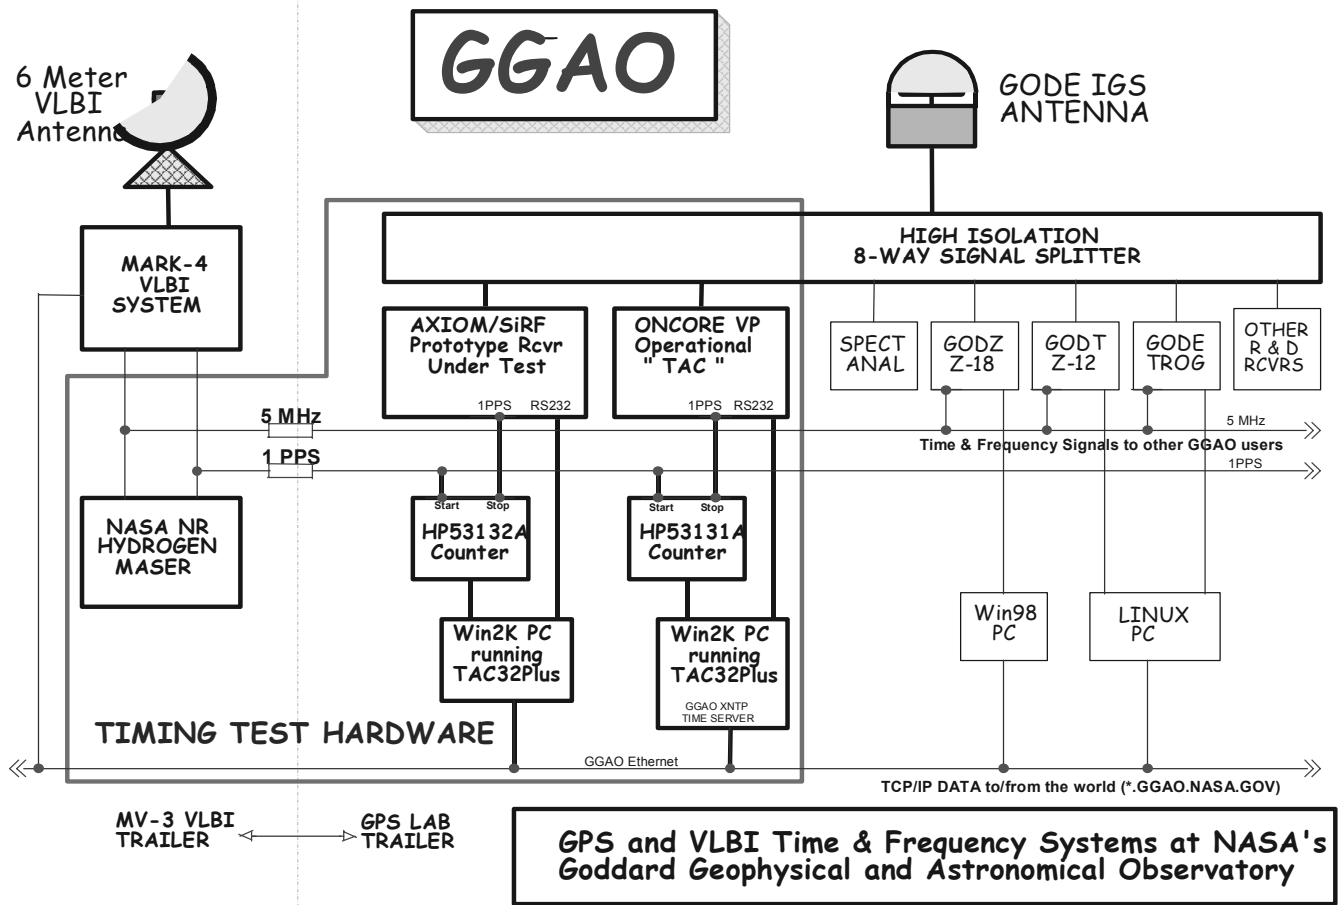 GGAO
6 Meter
VLBI
Antenna
GODE IGS
ANTENNA
HIGH ISOLATION
8-WAY SIGNAL SPLITTER
MARK-4
VLBI
SYSTEM
AXIOM/SiRF
Prototype Rcvr
Under Test
1PPS RS232
ONCORE VP
Operational
" TAC "
1PPS RS232
SPECT
ANAL
GODZ
Z-18
GODT
Z-12
GODE
TROG
OTHER
R & D
RCVRS
5 MHz
5 MHz
Time & Frequency Signals to other GGAO users
1 PPS
1PPS
NASA NR
HYDROGEN
MASER
Start Stop
HP53132A
Counter
Start Stop
HP53131A
Counter
Win2K PC
running
TAC32Plus
Win2K PC
running
TAC32Plus
GGAO XNTP
TIME SERVER
Win98
PC
LINUX
PC
TIMING TEST HARDWARE
GGAO Ethernet
TCP/IP DATA to/from the world (*.GGAO.NASA.GOV)
MV-3 VLBI
TRAILER
GPS LAB
TRAILER
GPS and VLBI Time & Frequency Systems at NASA's
Goddard Geophysical and Astronomical Observatory